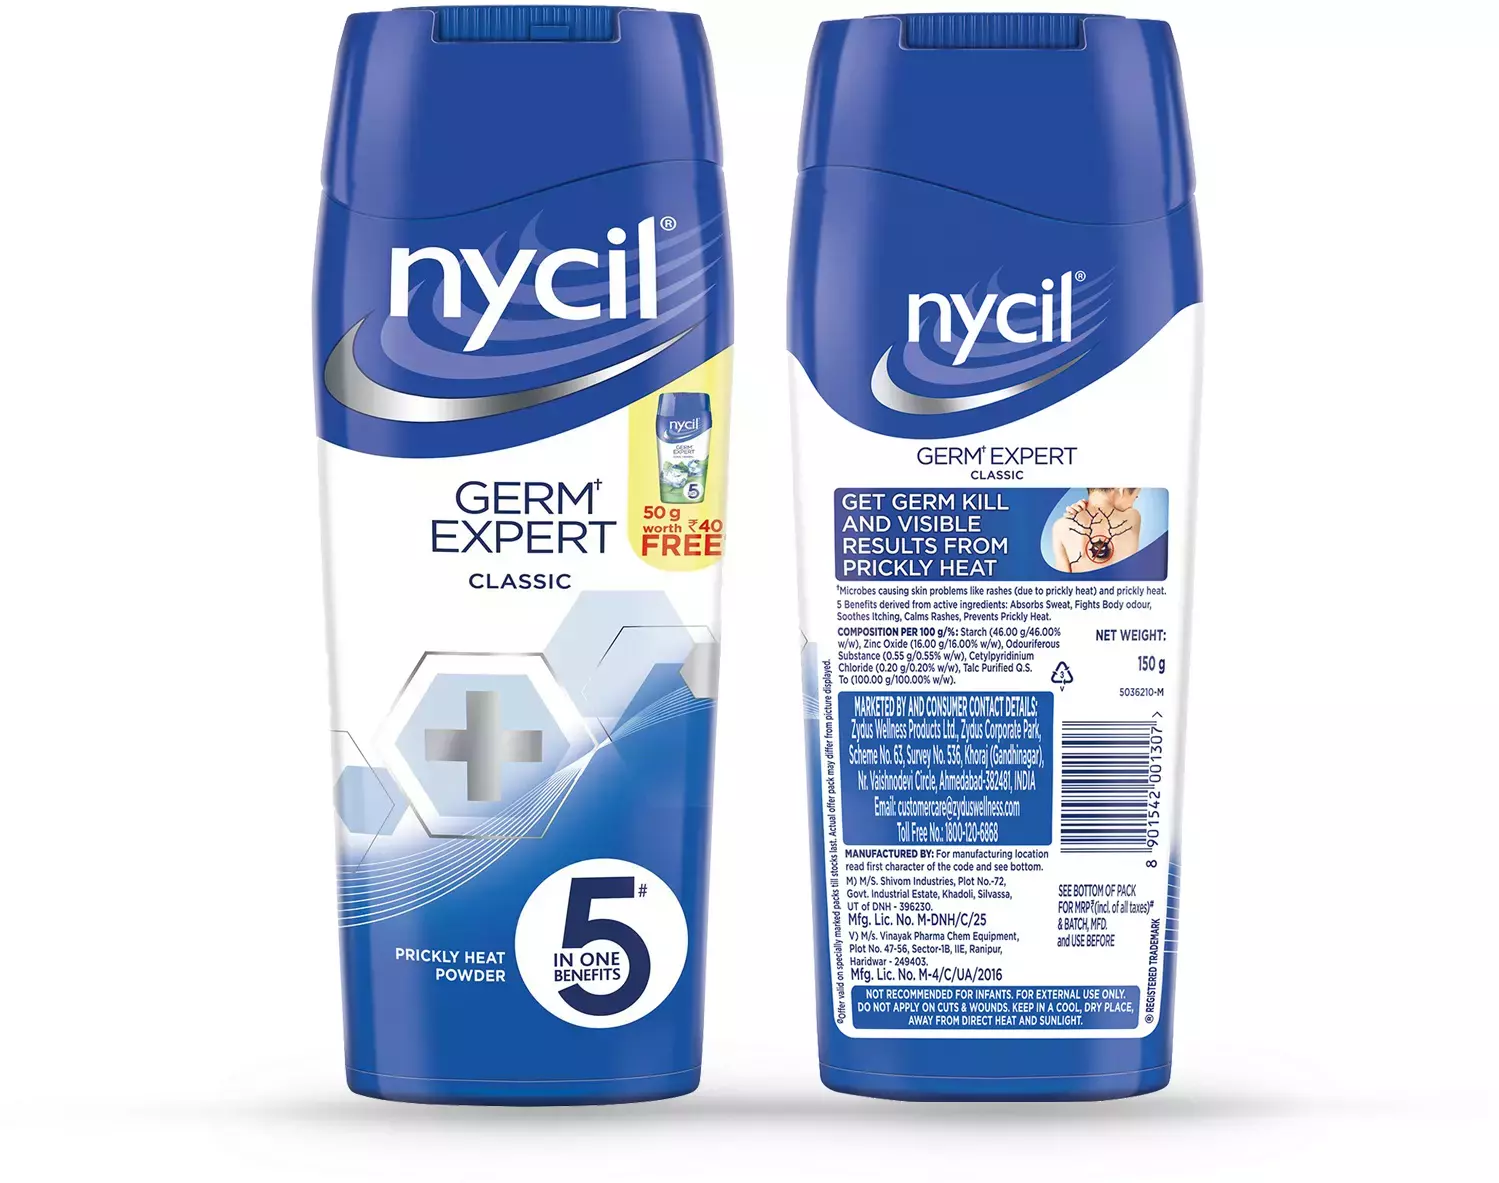 nycil®
GERM†
EXPERT
CLASSIC
nycil
GERM
EXPERT
5
50 g
worth ₹40
FREE
PRICKLY HEAT
POWDER
5#
IN ONE
BENEFITS
nycil®
GERM† EXPERT
CLASSIC
GET GERM KILL
AND VISIBLE
RESULTS FROM
PRICKLY HEAT
†Microbes causing skin problems like rashes (due to prickly heat) and prickly heat.
5 Benefits derived from active ingredients: Absorbs Sweat, Fights Body odour,
Soothes Itching, Calms Rashes, Prevents Prickly Heat.
COMPOSITION PER 100 g/%: Starch (46.00 g/46.00%
w/w), Zinc Oxide (16.00 g/16.00% w/w), Odouriferous
Substance (0.55 g/0.55% w/w), Cetylpyridinium
Chloride (0.20 g/0.20% w/w), Talc Purified Q.S.
To (100.00 g/100.00% w/w).
NET WEIGHT:
150 g
3
V
5036210-M
MARKETED BY AND CONSUMER CONTACT DETAILS:
Zydus Wellness Products Ltd., Zydus Corporate Park,
Scheme No. 63, Survey No. 536, Khoraj (Gandhinagar),
Nr. Vaishnodevi Circle, Ahmedabad-382481, INDIA
Email: customercare@zyduswellness.com
Toll Free No.: 1800-120-6868
8 901542 001307 >
MANUFACTURED BY: For manufacturing location
read first character of the code and see bottom.
M) M/S. Shivom Industries, Plot No.-72,
Govt. Industrial Estate, Khadoli, Silvassa,
UT of DNH - 396230.
Mfg. Lic. No. M-DNH/C/25
V) M/s. Vinayak Pharma Chem Equipment,
Plot No. 47-56, Sector-1B, IIE, Ranipur,
Haridwar - 249403.
Mfg. Lic. No. M-4/C/UA/2016
SEE BOTTOM OF PACK
FOR MRP₹(incl. of all taxes)#
& BATCH, MFD.
and USE BEFORE
NOT RECOMMENDED FOR INFANTS. FOR EXTERNAL USE ONLY.
DO NOT APPLY ON CUTS & WOUNDS. KEEP IN A COOL, DRY PLACE,
AWAY FROM DIRECT HEAT AND SUNLIGHT.
Offer valid on specially marked packs till stocks last. Actual offer pack may differ from picture displayed.
® REGISTERED TRADEMARK